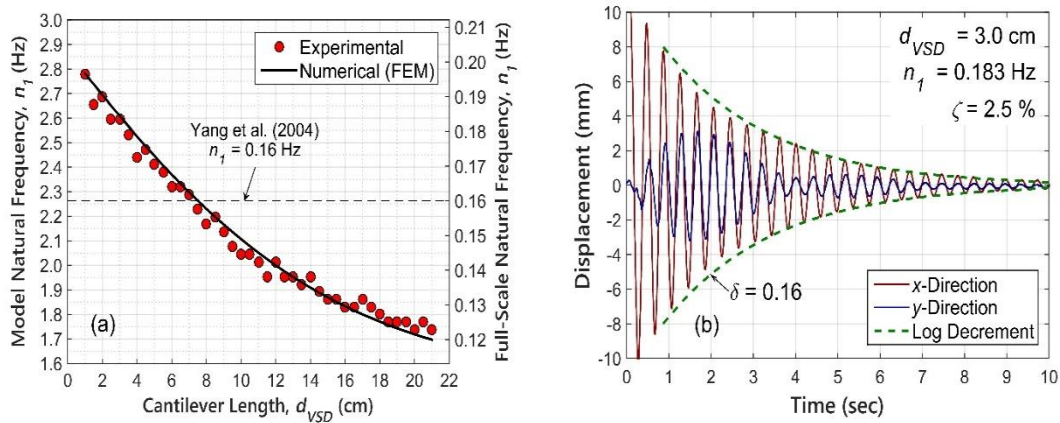 Model Natural Frequency, n1 (Hz)
3.0
2.9
2.8
2.7
2.6
2.5
2.4
2.3
2.2
2.1
2.0
1.9
1.8
1.7
1.6
Experimental
Numerical (FEM)
Yang et al. (2004)
n1 = 0.16 Hz
(a)
0 2 4 6 8 10 12 14 16 18 20 22
Cantilever Length, dVSD (cm)
0.21
0.20
0.19
0.18
0.17
0.16
0.15
0.14
0.13
0.12
Full-Scale Natural Frequency, n1 (Hz)
Displacement (mm)
10
8
6
4
2
0
-2
-4
-6
-8
-10
dVSD = 3.0 cm
n1 = 0.183 Hz
ζ = 2.5 %
δ = 0.16
(b)
x-Direction
y-Direction
Log Decrement
0 1 2 3 4 5 6 7 8 9 10
Time (sec)